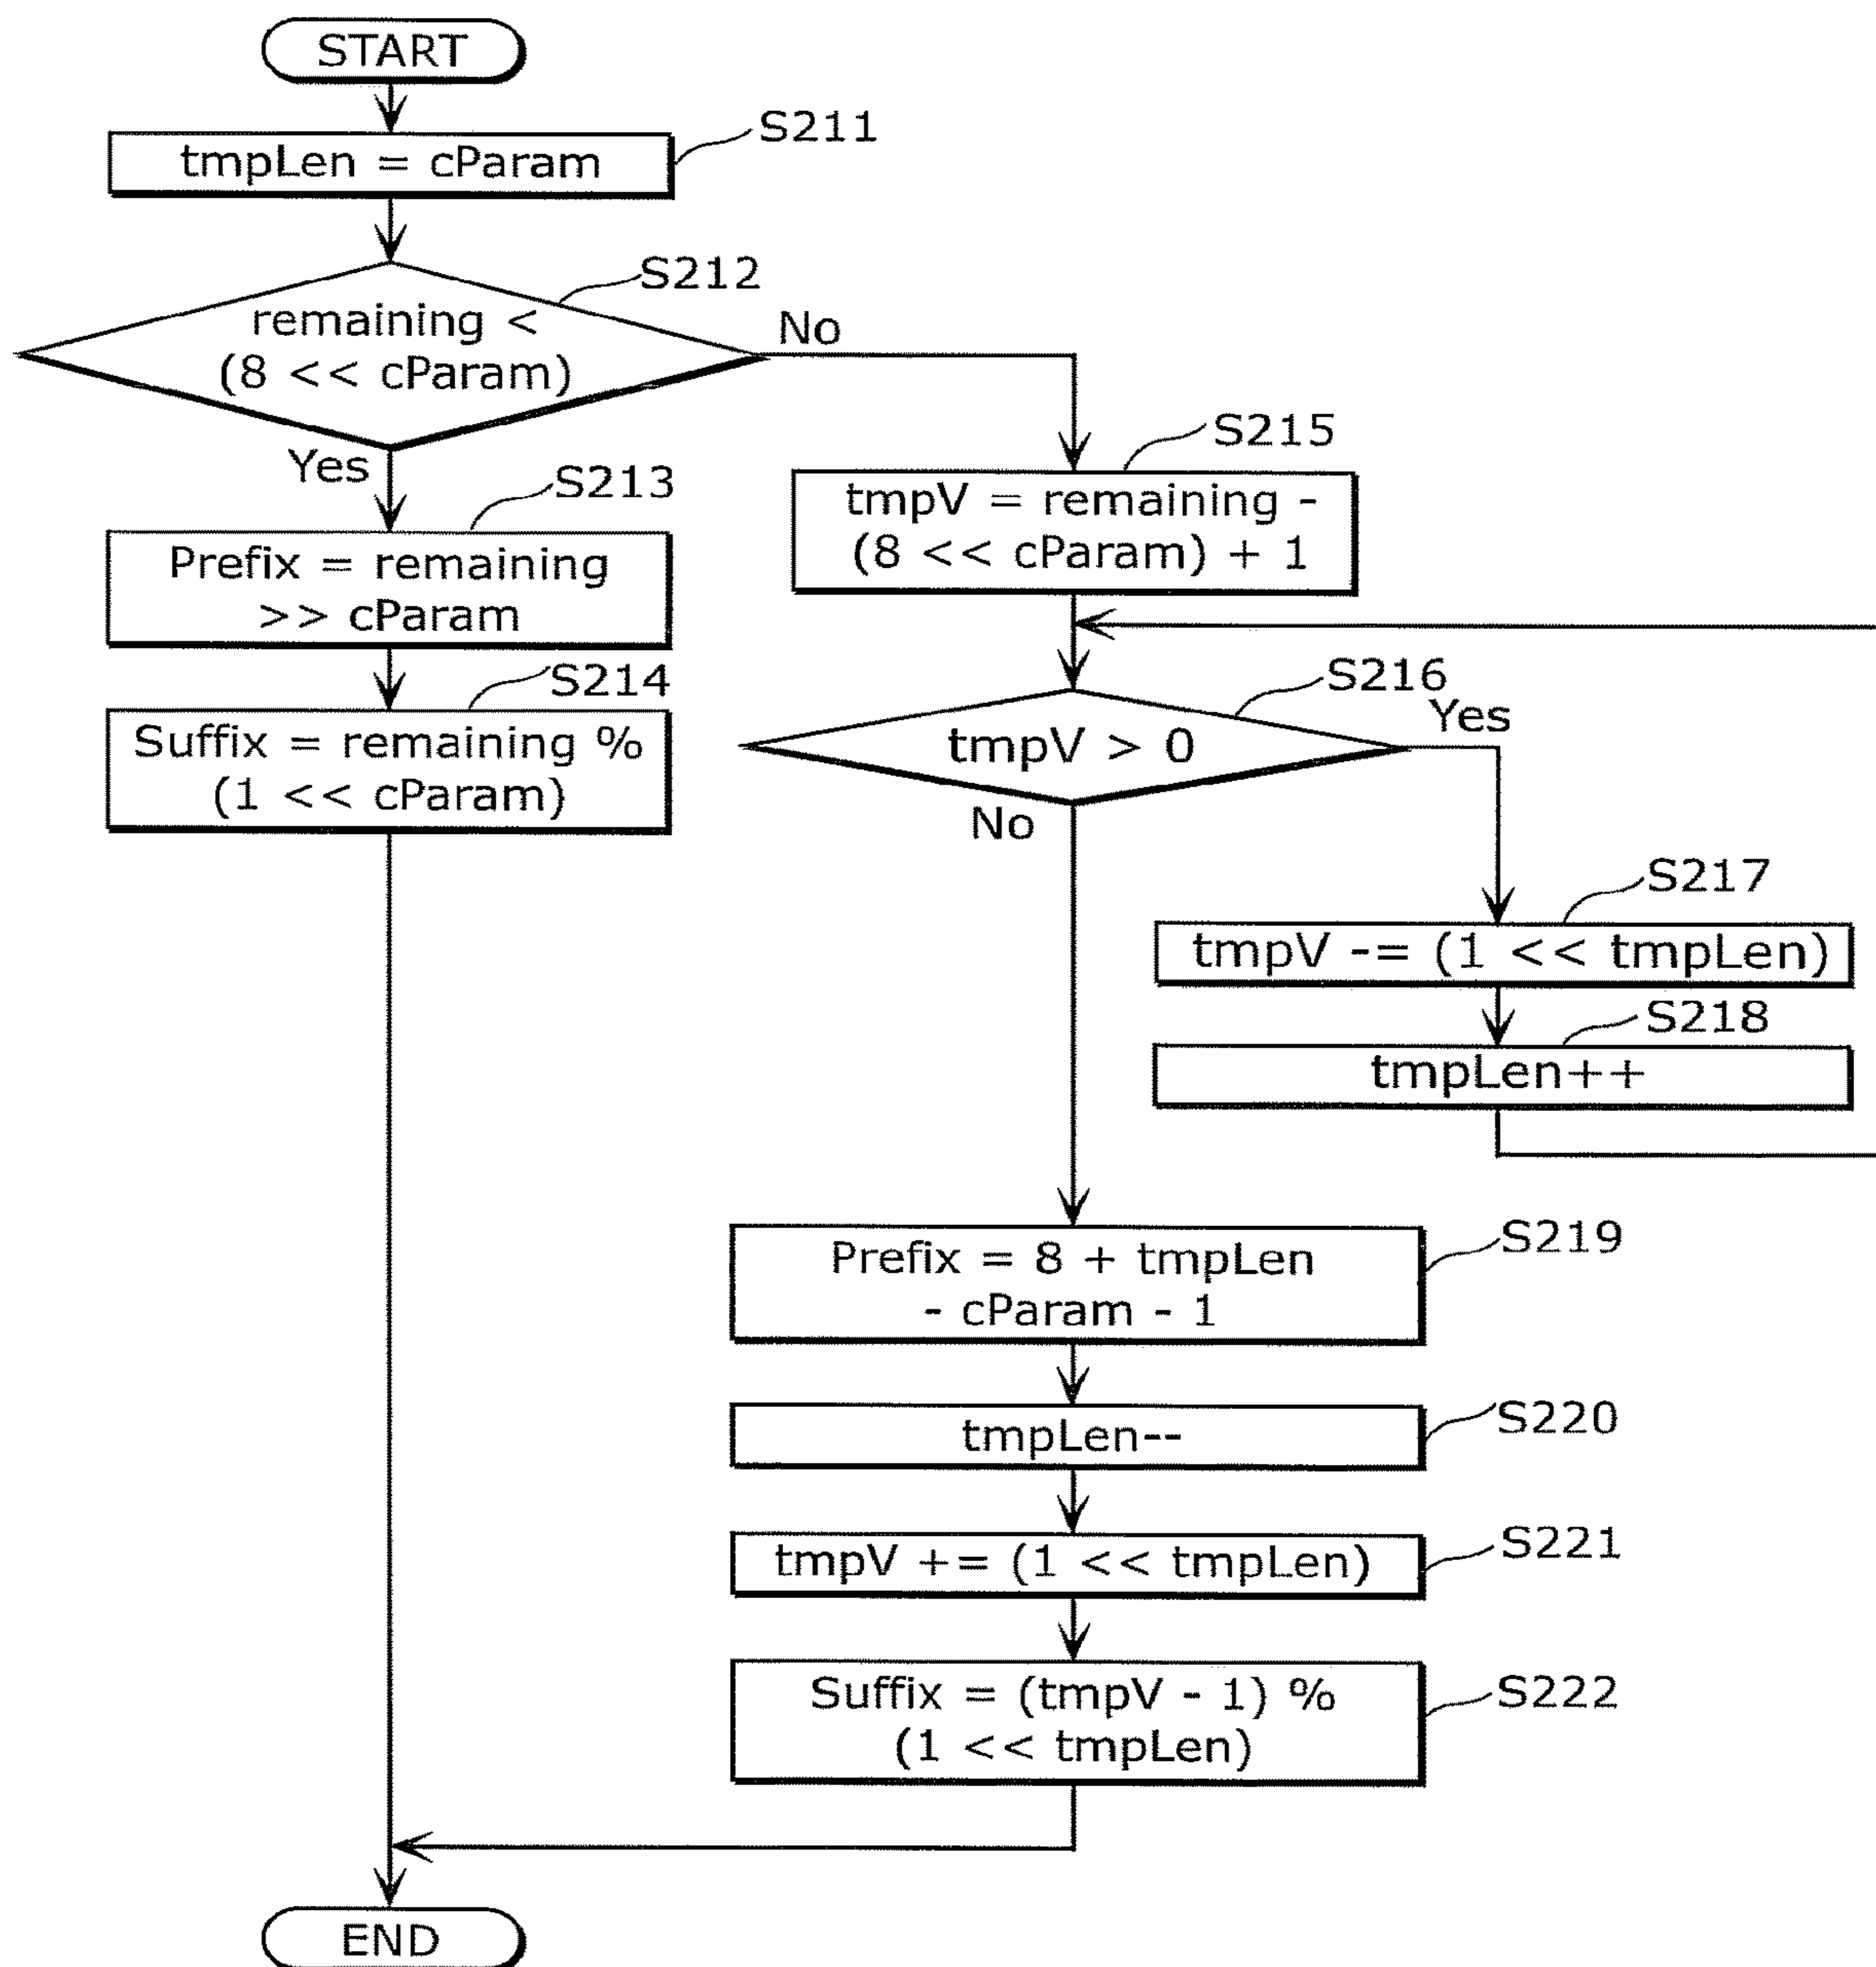 START
S211
tmpLen = cParam
S212
remaining <
(8 << cParam)
No
Yes
S213
Prefix = remaining
>> cParam
S214
Suffix = remaining %
(1 << cParam)
S215
tmpV = remaining -
(8 << cParam) + 1
S216
tmpV > 0
Yes
No
S217
tmpV -= (1 << tmpLen)
S218
tmpLen++
S219
Prefix = 8 + tmpLen
- cParam - 1
S220
tmpLen--
S221
tmpV += (1 << tmpLen)
S222
Suffix = (tmpV - 1) %
(1 << tmpLen)
END